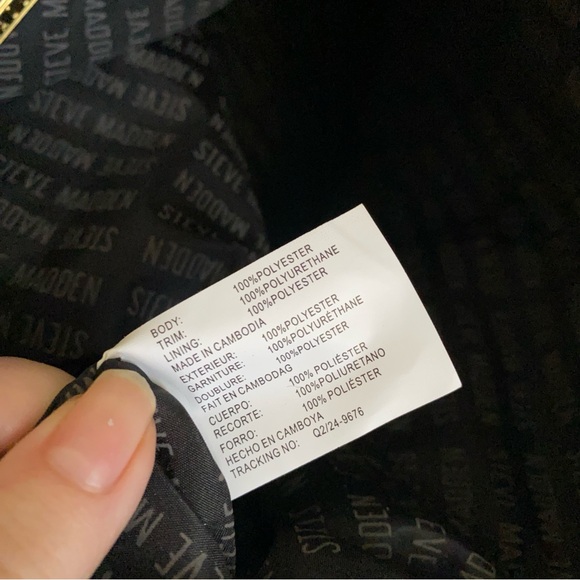 STEVE MADDEN
STEVE MADDEN
STEVE MADDEN
BODY: 100%POLYESTER
TRIM: 100%POLYURETHANE
LINING: 100%POLYESTER
MADE IN CAMBODIA
EXTERIEUR: 100%POLYESTER
GARNITURE: 100%POLYURÉTHANE
DOUBLURE: 100%POLYESTER
FAIT EN CAMBODAG
CUERPO: 100% POLIÉSTER
RECORTE: 100%POLIURETANO
FORRO: 100% POLIÉSTER
HECHO EN CAMBOYA
TRACKING NO: Q2/24-9676